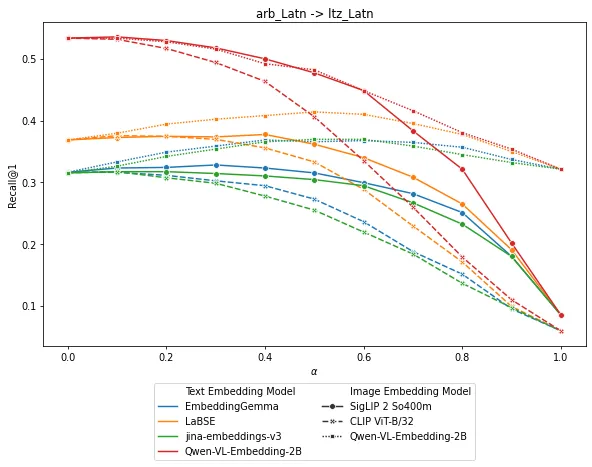 arb_Latn -> ltz_Latn
Recall@1
0.5
0.4
0.3
0.2
0.1
0.0
0.2
0.4
0.6
0.8
1.0
α
Text Embedding Model
EmbeddingGemma
LaBSE
jina-embeddings-v3
Qwen-VL-Embedding-2B
Image Embedding Model
SigLIP 2 So400m
CLIP ViT-B/32
Qwen-VL-Embedding-2B